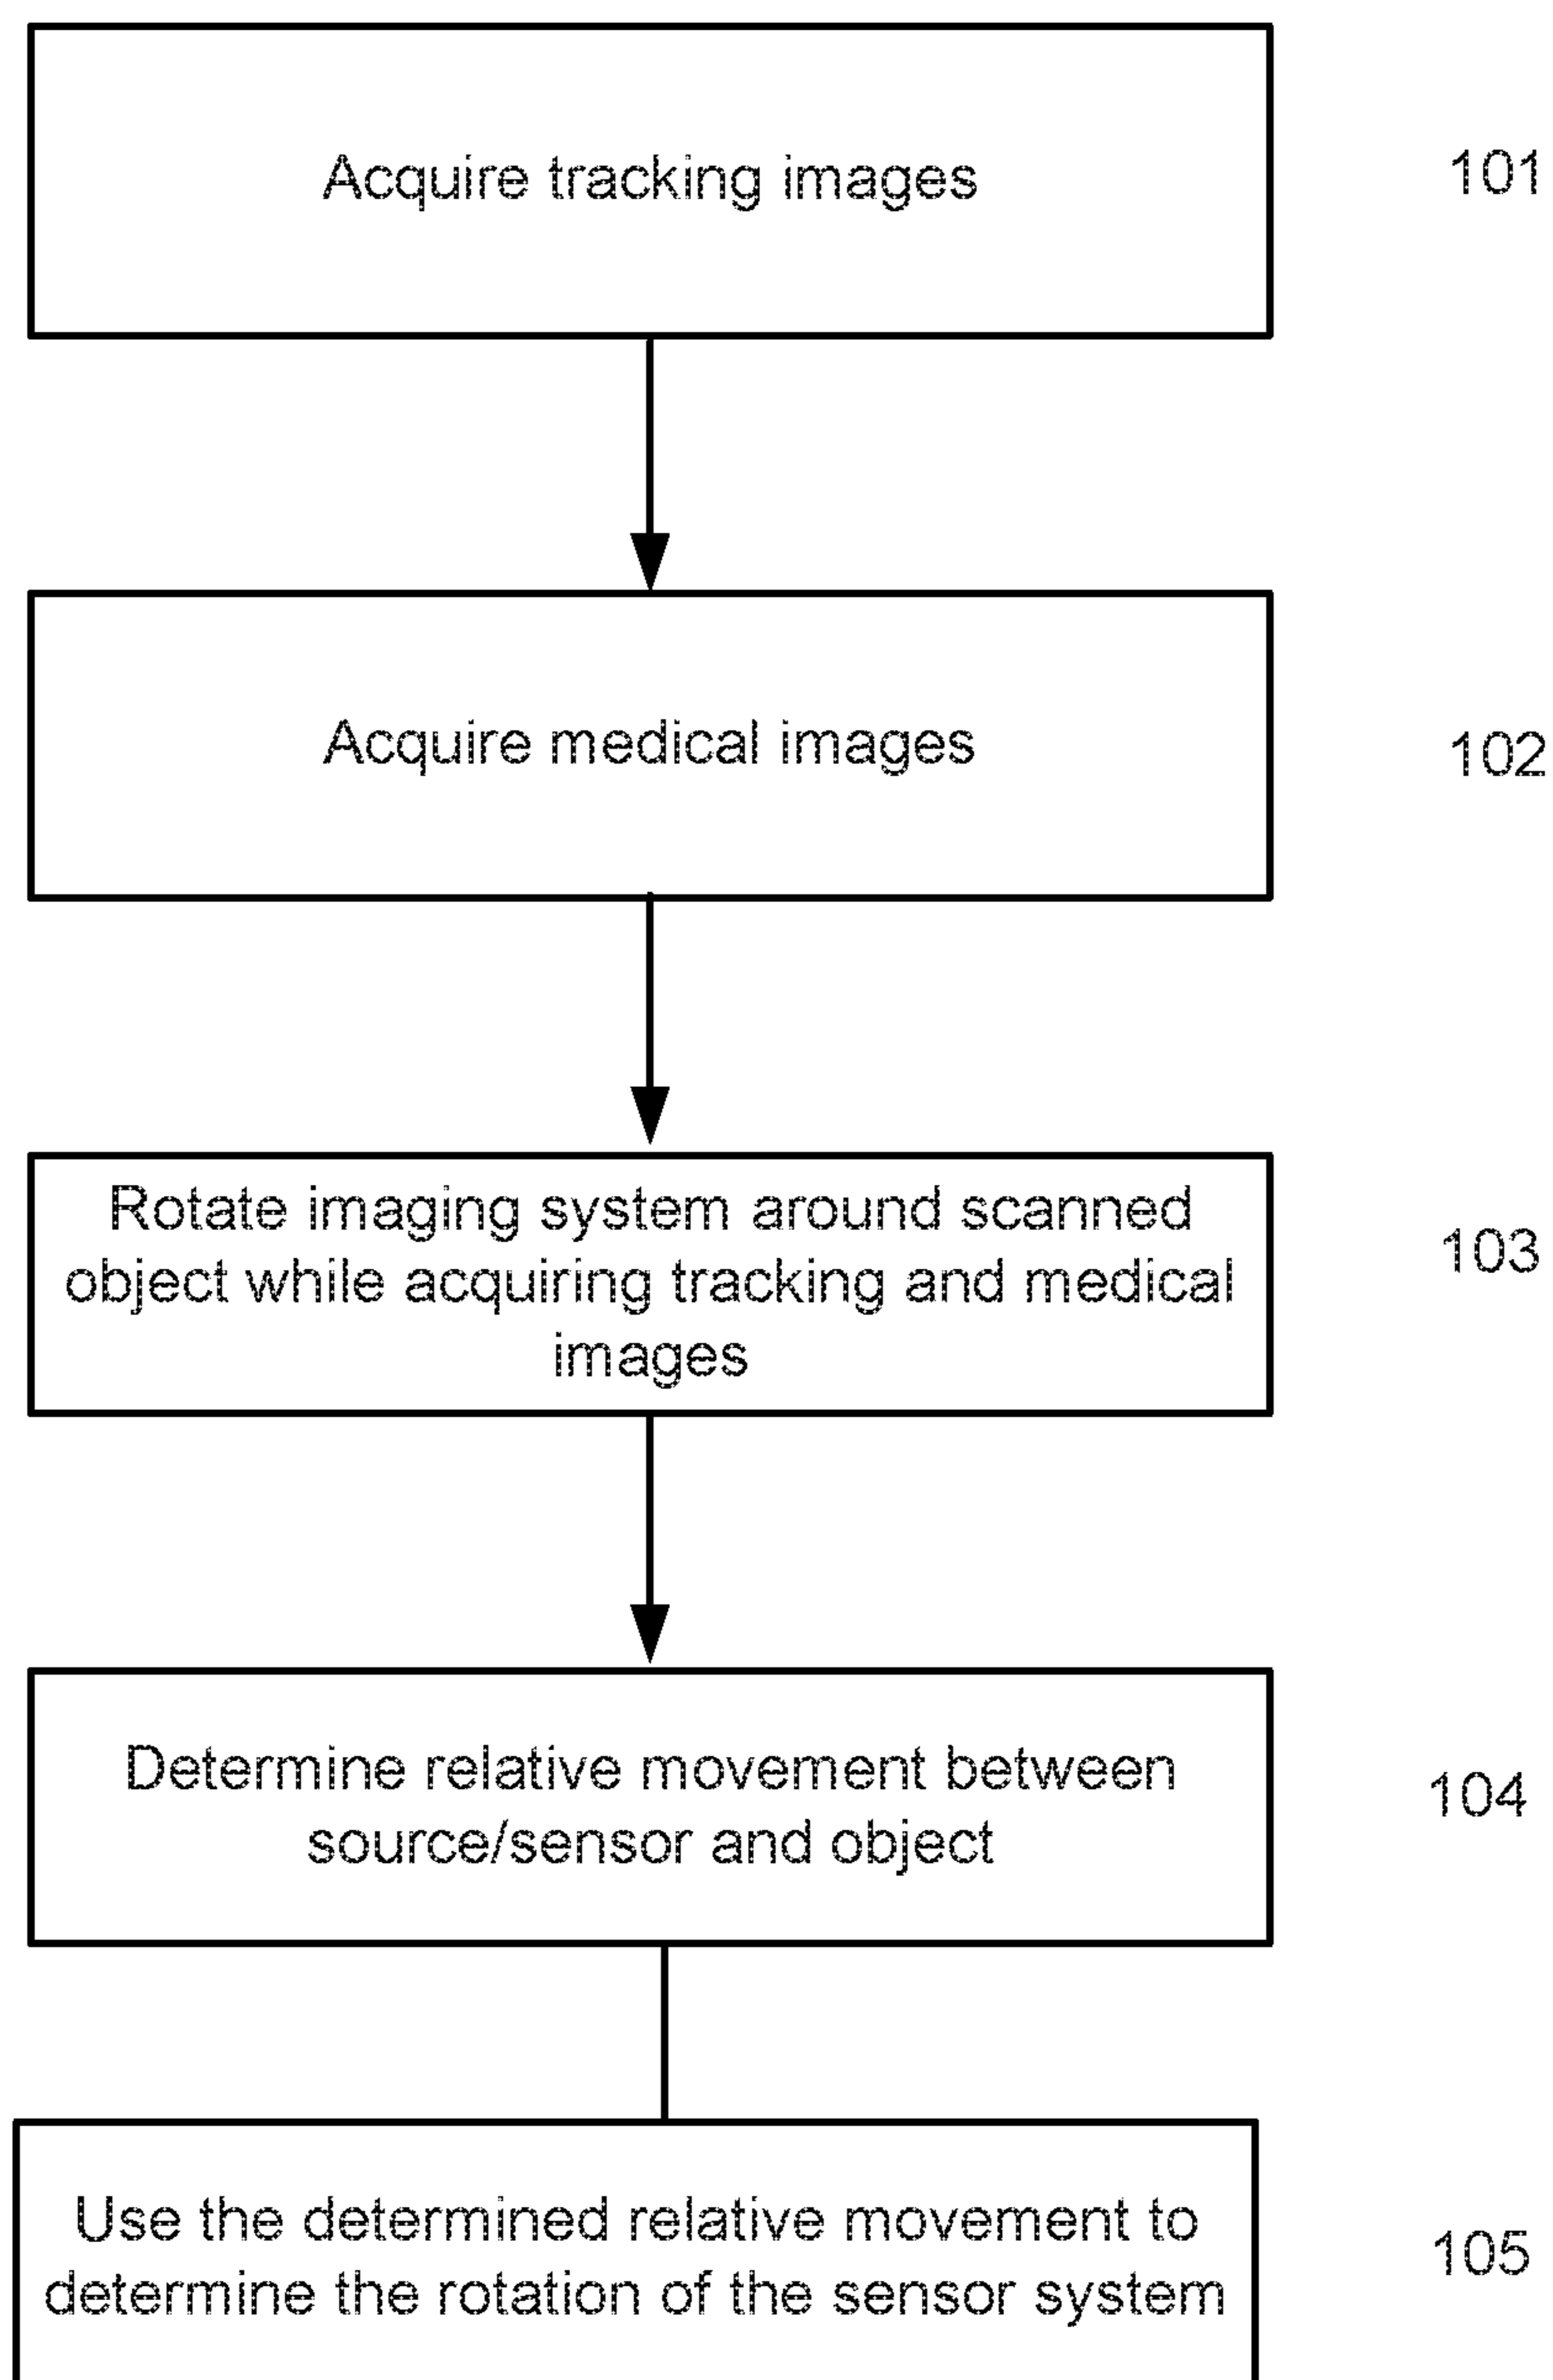 Acquire tracking images
101
Acquire medical images
102
Rotate imaging system around scanned
object while acquiring tracking and medical
images
103
Determine relative movement between
source/sensor and object
104
Use the determined relative movement to
determine the rotation of the sensor system
105